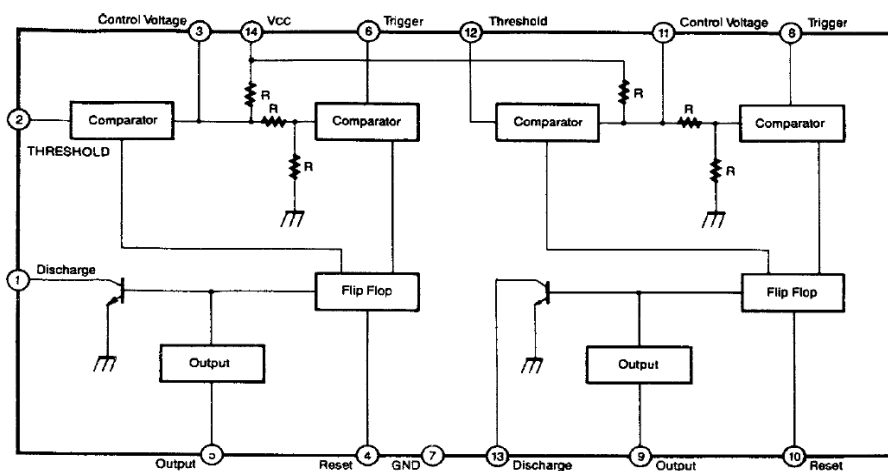 Control Voltage
Vcc
Trigger
Threshold
Control Voltage
Trigger
3
14
6
12
11
8
R
R
R
R
2
Comparator
Comparator
Comparator
Comparator
THRESHOLD
R
R
1
Discharge
Flip Flop
Flip Flop
Output
Output
Output
5
Reset
4
GND
7
13
Discharge
9
Output
10
Reset